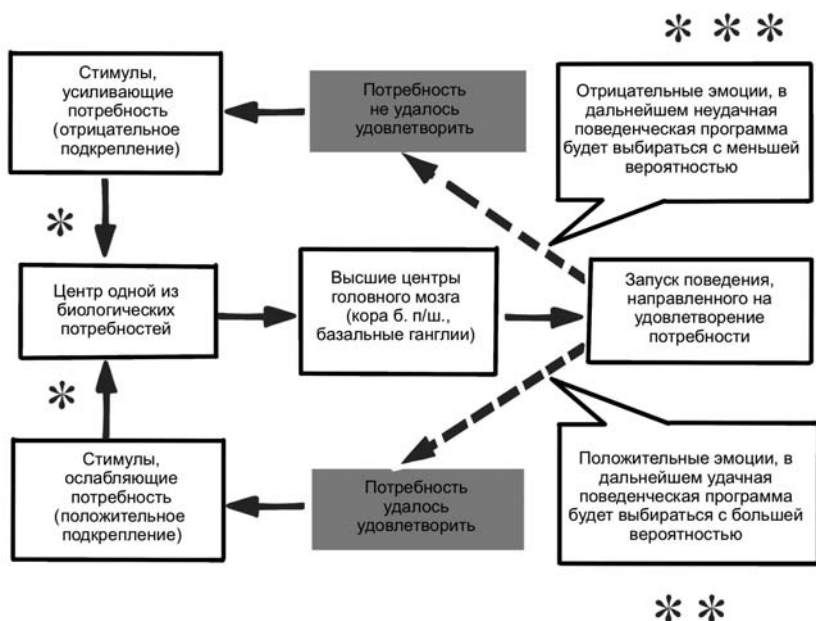 * * *
Стимулы,
усиливающие
потребность
(отрицательное
подкрепление)
Потребность
не удалось
удовлетворить
Отрицательные эмоции, в
дальнейшем неудачная
поведенческая программа
будет выбираться с меньшей
вероятностью
*
Центр одной из
биологических
потребностей
Высшие центры
головного мозга
(кора б. п/ш.,
базальные ганглии)
Запуск поведения,
направленного на
удовлетворение
потребности
*
Стимулы,
ослабляющие
потребность
(положительное
подкрепление)
Потребность
удалось
удовлетворить
Положительные эмоции, в
дальнейшем удачная
поведенческая программа
будет выбираться с большей
вероятностью
* *